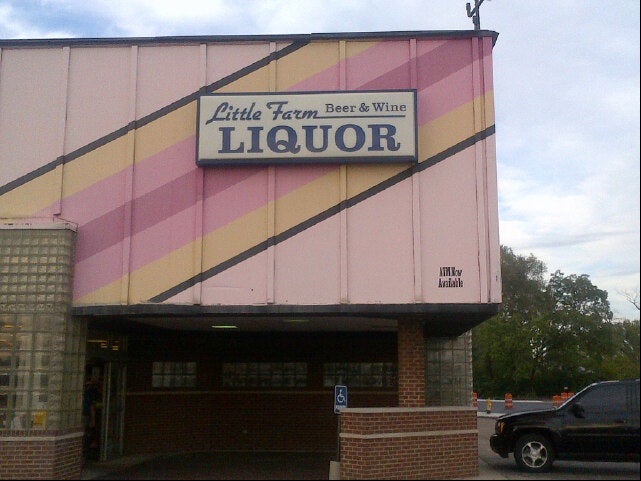 Little Farm Beer & Wine
LIQUOR
ATM Now
Available